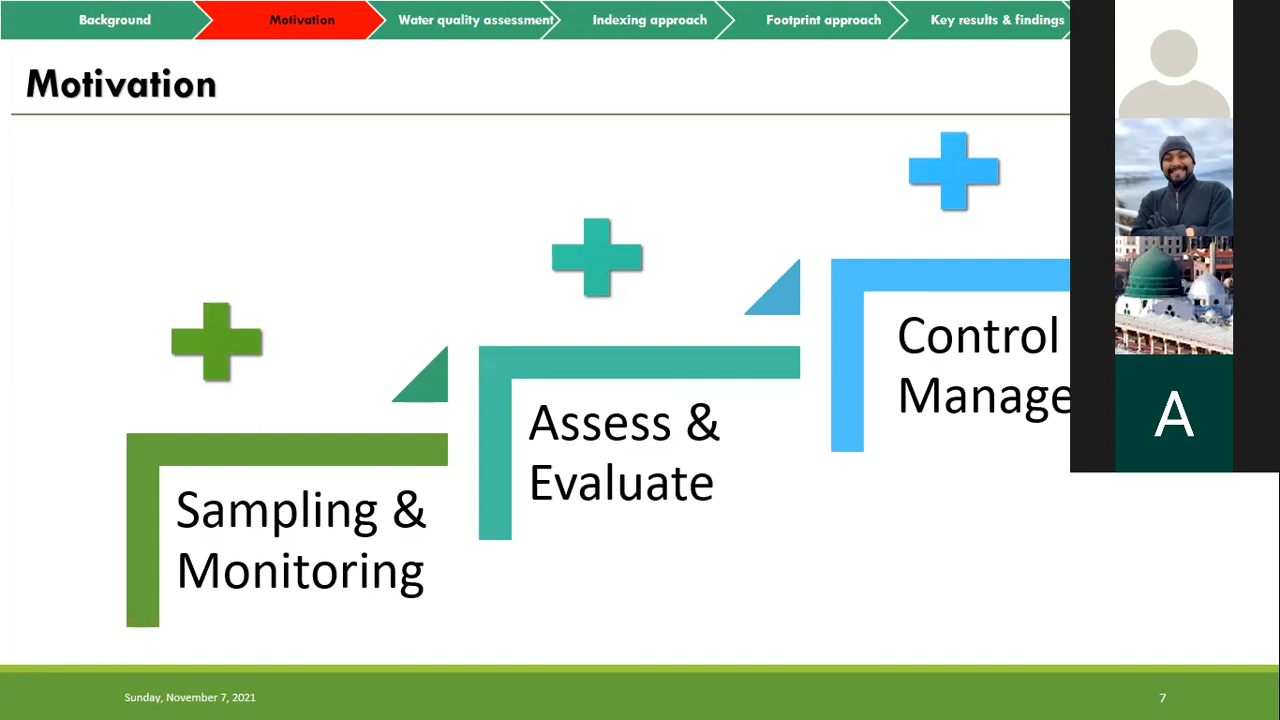 Background
Motivation
Water quality assessment
Indexing approach
Footprint approach
Key results & findings
Motivation
Sampling &
Monitoring
Assess &
Evaluate
Control
Manage
A
Sunday, November 7, 2021
7